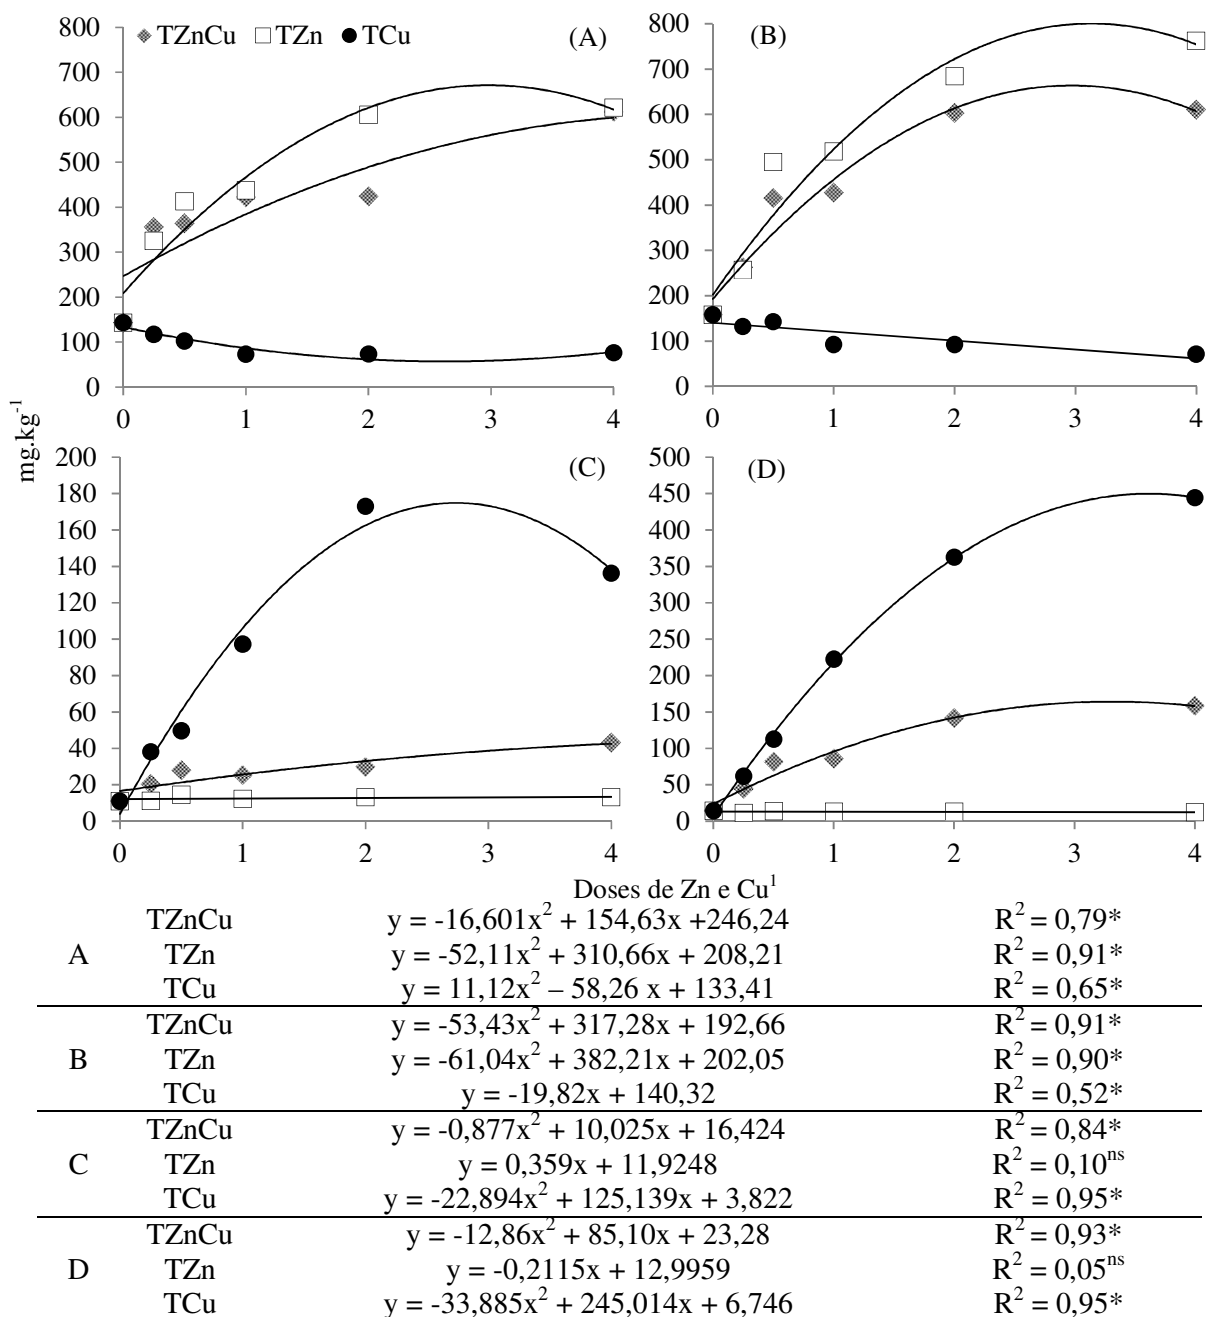 TZnCu TZn TCu (A)
800
700
600
500
400
300
200
100
0
0 1 2 3 4
(B)
800
700
600
500
400
300
200
100
0
0 1 2 3 4
mg.kg⁻¹
(C)
200
180
160
140
120
100
80
60
40
20
0
0 1 2 3 4
(D)
500
450
400
350
300
250
200
150
100
50
0
0 1 2 3 4
Doses de Zn e Cu¹
TZnCu y = -16,601x² + 154,63x +246,24 R² = 0,79*
A TZn y = -52,11x² + 310,66x + 208,21 R² = 0,91*
TCu y = 11,12x² – 58,26 x + 133,41 R² = 0,65*
TZnCu y = -53,43x² + 317,28x + 192,66 R² = 0,91*
B TZn y = -61,04x² + 382,21x + 202,05 R² = 0,90*
TCu y = -19,82x + 140,32 R² = 0,52*
TZnCu y = -0,877x² + 10,025x + 16,424 R² = 0,84*
C TZn y = 0,359x + 11,9248 R² = 0,10ⁿˢ
TCu y = -22,894x² + 125,139x + 3,822 R² = 0,95*
TZnCu y = -12,86x² + 85,10x + 23,28 R² = 0,93*
D TZn y = -0,2115x + 12,9959 R² = 0,05ⁿˢ
TCu y = -33,885x² + 245,014x + 6,746 R² = 0,95*